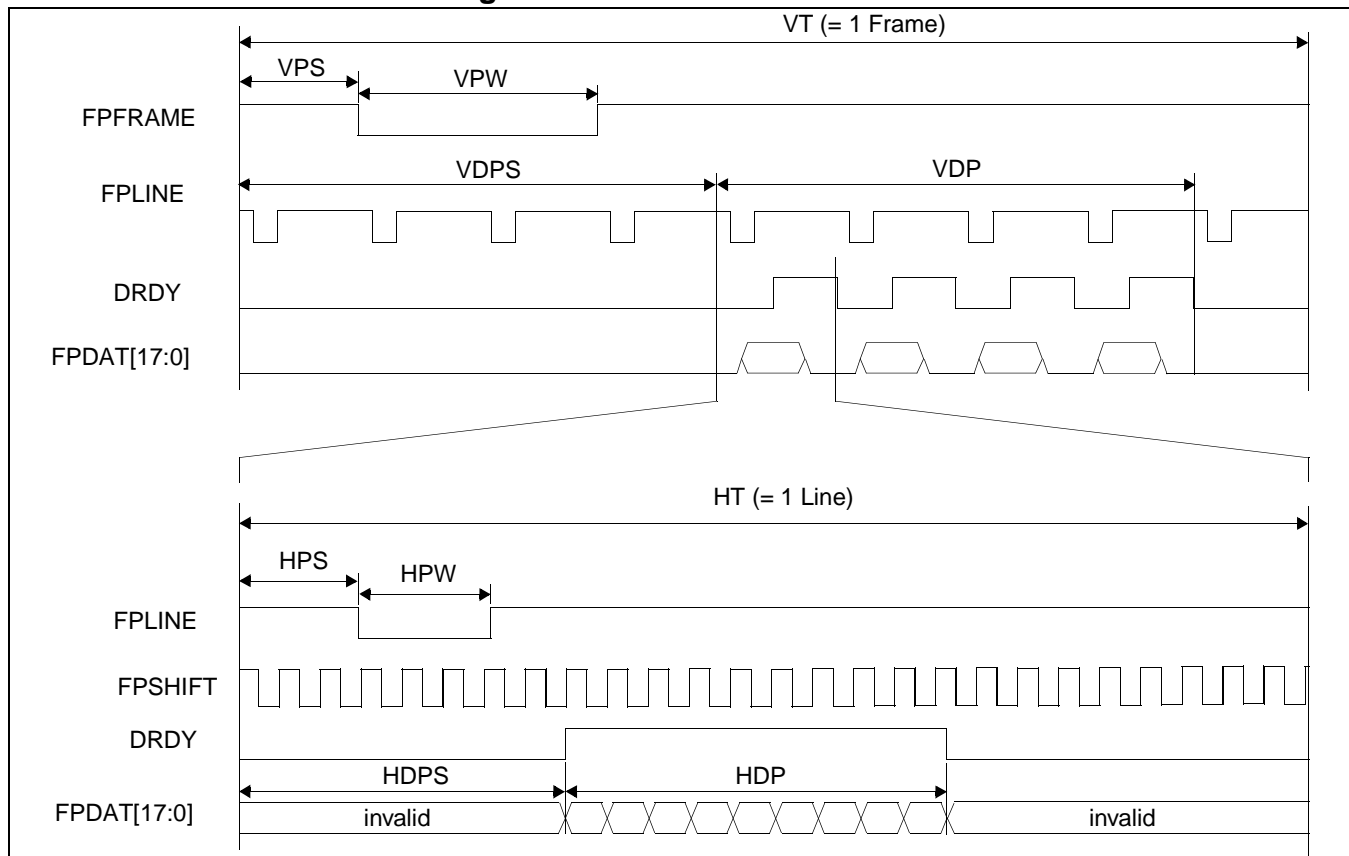 VT (= 1 Frame)
VPS
VPW
FPFRAME
VDPS
VDP
FPLINE
DRDY
FPDAT[17:0]
HT (= 1 Line)
HPS
HPW
FPLINE
FPSHIFT
DRDY
HDPS
HDP
FPDAT[17:0]
invalid
invalid